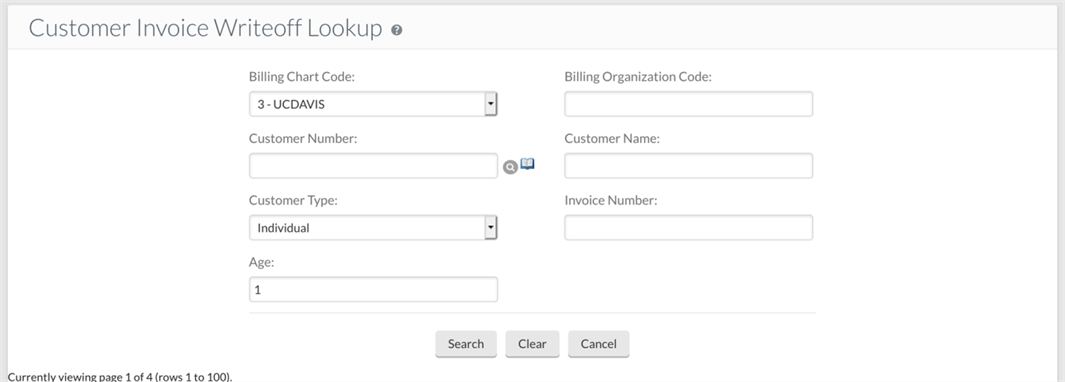 Customer Invoice Writeoff Lookup ?
Billing Chart Code:
3 - UCDAVIS
Billing Organization Code:
Customer Number:
Customer Name:
Customer Type:
Individual
Invoice Number:
Age:
1
Search Clear Cancel
Currently viewing page 1 of 4 (rows 1 to 100).